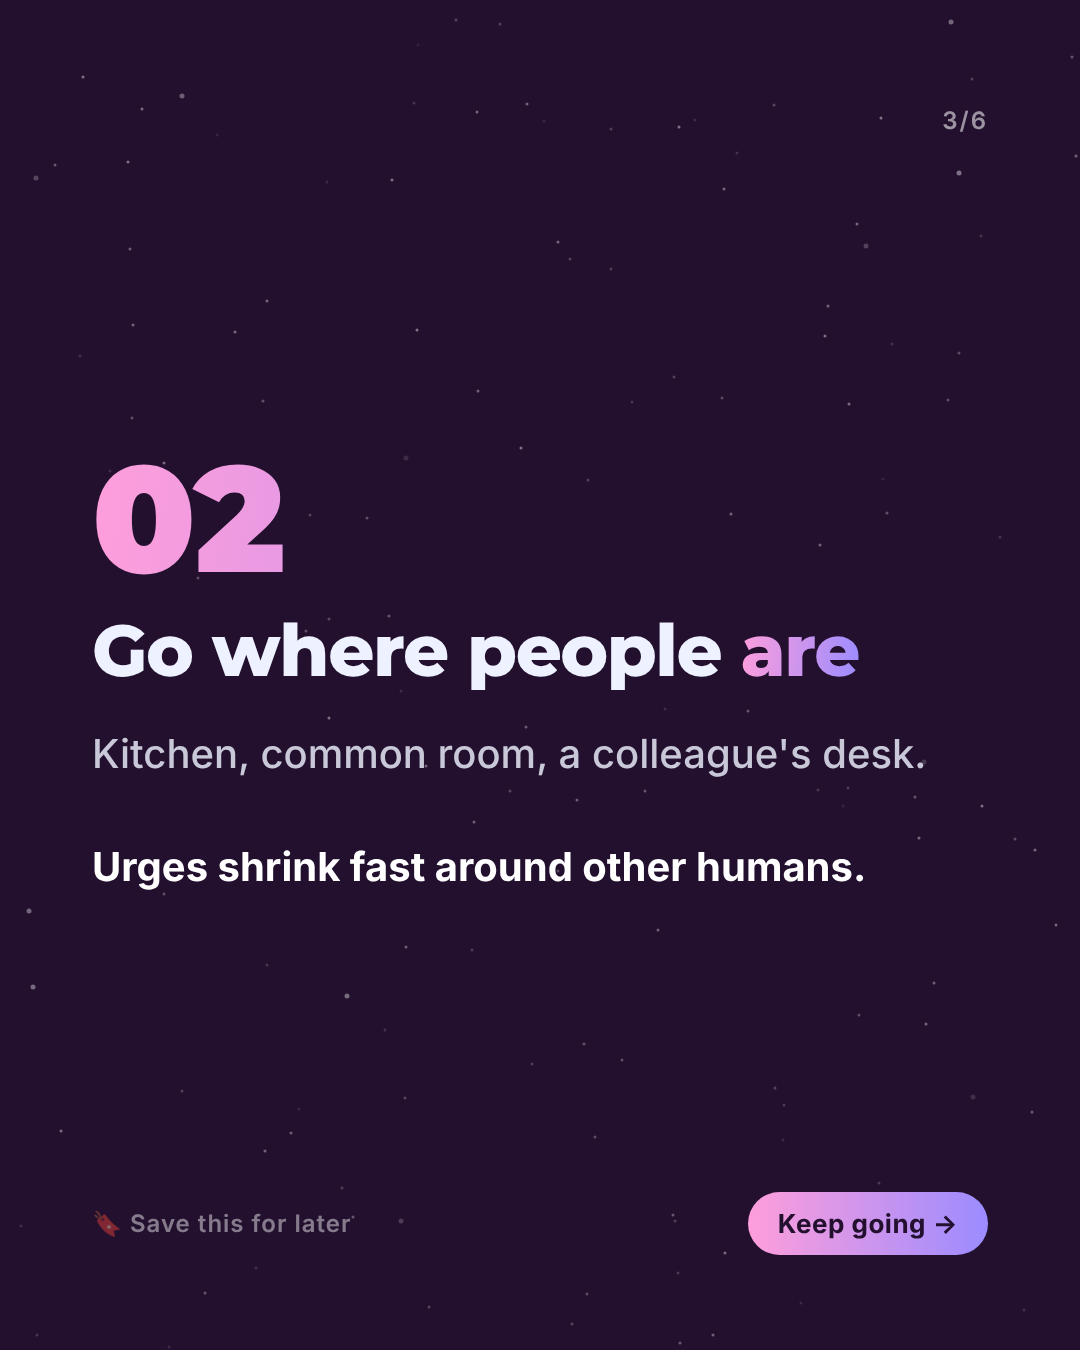 3/6
02
Go where people are
Kitchen, common room, a colleague's desk.
Urges shrink fast around other humans.
🔖 Save this for later
Keep going →